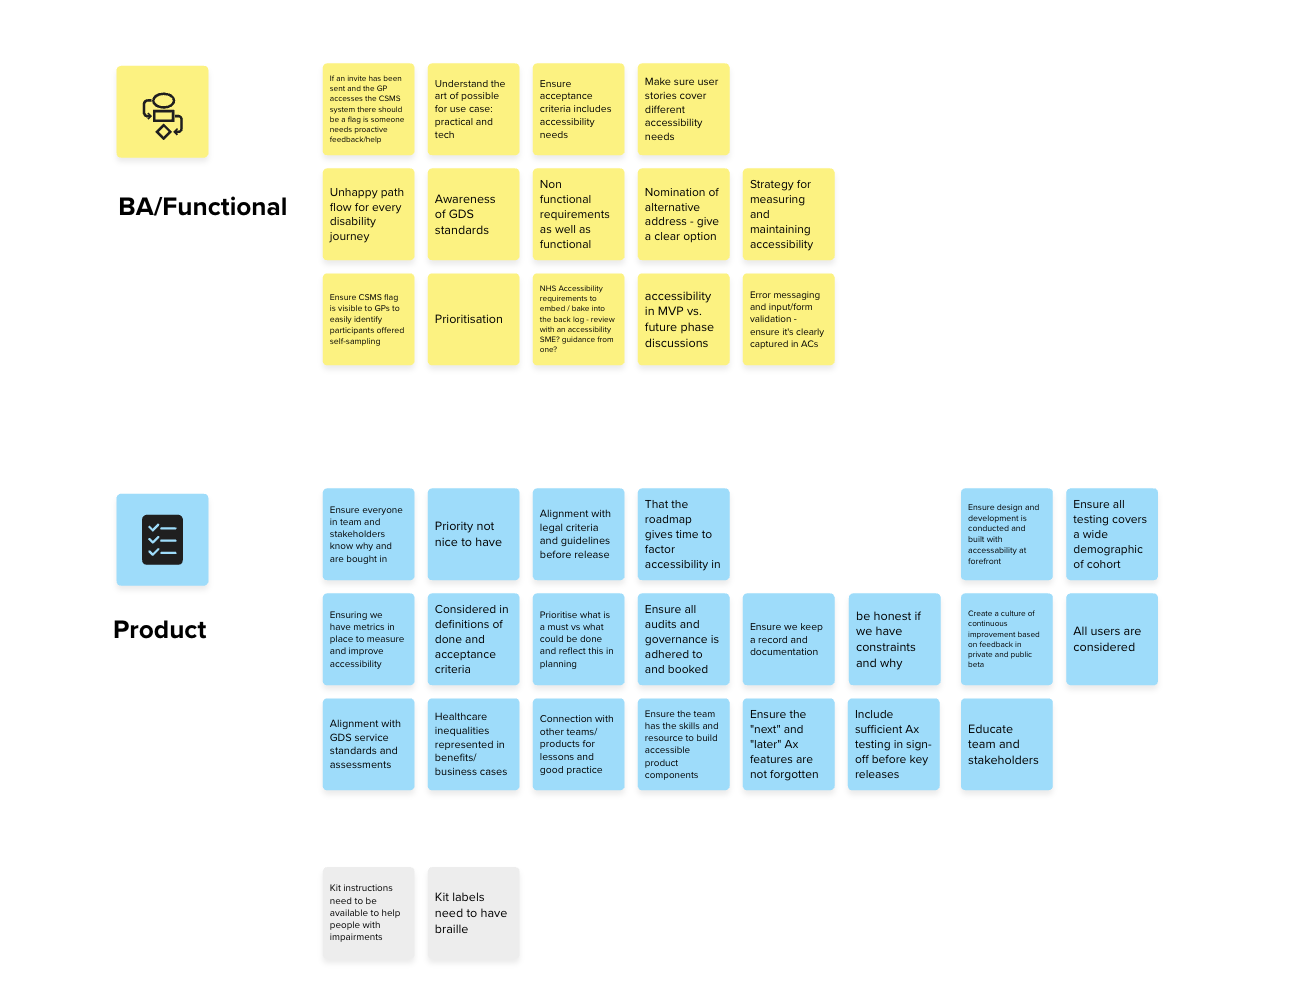 If an invite has been
sent and the GP
accesses the CSMS
system there should
be a flag is someone
needs proactive
feedback/help
Understand the
art of possible
for use case:
practical and
tech
Ensure
acceptance
criteria includes
accessibility
needs
Make sure user
stories cover
different
accessibility
needs
BA/Functional
Unhappy path
flow for every
disability
journey
Awareness
of GDS
standards
Non
functional
requirements
as well as
functional
Nomination of
alternative
address - give
a clear option
Strategy for
measuring
and
maintaining
accessibility
Ensure CSMS flag
is visible to GPs to
easily identify
participants offered
self-sampling
Prioritisation
NHS Accessibility
requirements to
embed / bake into
the back log - review
with an accessibility
SME? guidance from
one?
accessibility
in MVP vs.
future phase
discussions
Error messaging
and input/form
validation -
ensure it's clearly
captured in ACs
Ensure everyone
in team and
stakeholders
know why and
are bought in
Priority not
nice to have
Alignment with
legal criteria
and guidelines
before release
That the
roadmap
gives time to
factor
accessibility in
Ensure design and
development is
conducted and
built with
accessability at
forefront
Ensure all
testing covers
a wide
demographic
of cohort
Product
Ensuring we
have metrics in
place to measure
and improve
accessibility
Considered in
definitions of
done and
acceptance
criteria
Prioritise what is
a must vs what
could be done
and reflect this in
planning
Ensure all
audits and
governance is
adhered to
and booked
Ensure we keep
a record and
documentation
be honest if
we have
constraints
and why
Create a culture of
continuous
improvement based
on feedback in
private and public
beta
All users are
considered
Alignment with
GDS service
standards and
assessments
Healthcare
inequalities
represented in
benefits/
business cases
Connection with
other teams/
products for
lessons and
good practice
Ensure the team
has the skills and
resource to build
accessible
product
components
Ensure the
"next" and
"later" Ax
features are
not forgotten
Include
sufficient Ax
testing in sign-
off before key
releases
Educate
team and
stakeholders
Kit instructions
need to be
available to help
people with
impairments
Kit labels
need to have
braille